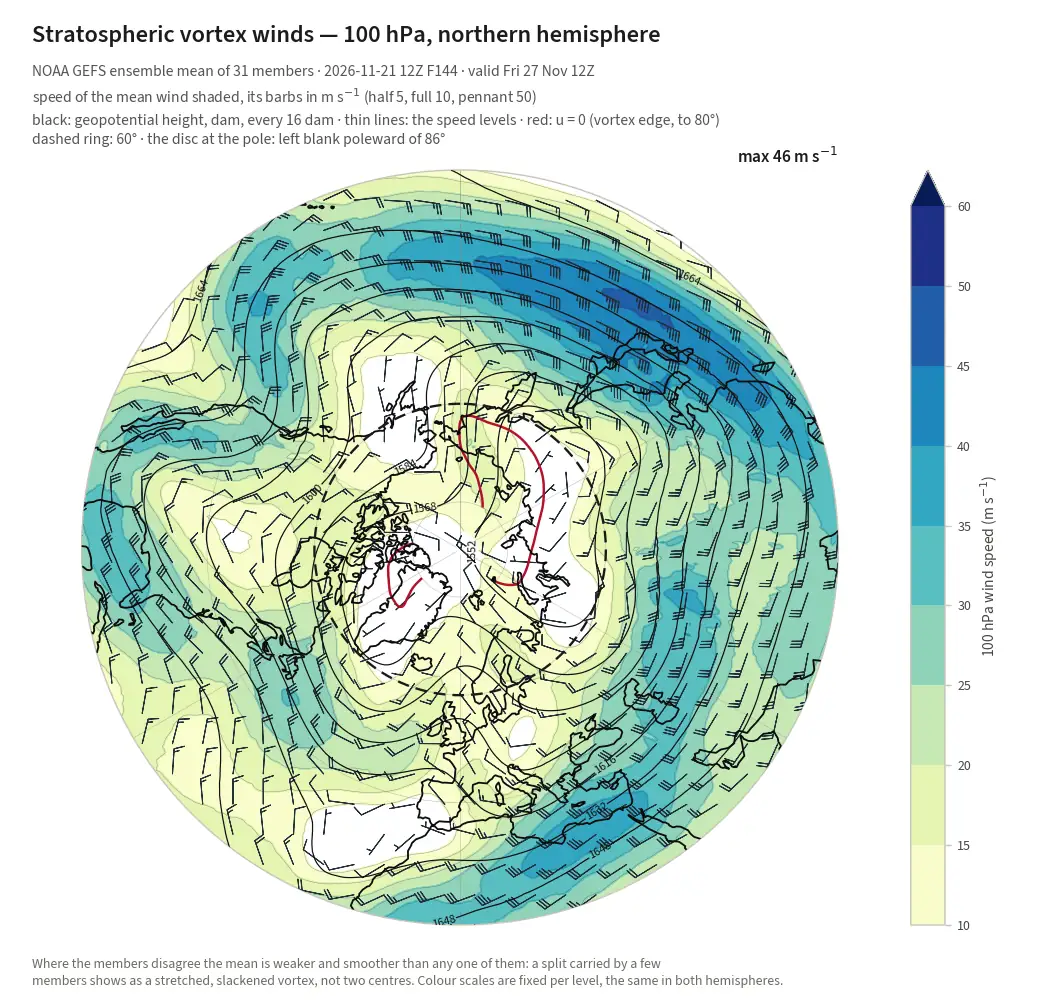 Stratospheric vortex winds — 100 hPa, northern hemisphere
NOAA GEFS ensemble mean of 31 members · 2026-11-21 12Z F144 · valid Fri 27 Nov 12Z
speed of the mean wind shaded, its barbs in m s⁻¹ (half 5, full 10, pennant 50)
black: geopotential height, dam, every 16 dam · thin lines: the speed levels · red: u = 0 (vortex edge, to 80°)
dashed ring: 60° · the disc at the pole: left blank poleward of 86°
max 46 m s⁻¹
60
50
45
40
35
30
25
20
15
10
100 hPa wind speed (m s⁻¹)
1664
1664
1584
1600
1568
1552
1616
1632
1648
1648
Where the members disagree the mean is weaker and smoother than any one of them: a split carried by a few
members shows as a stretched, slackened vortex, not two centres. Colour scales are fixed per level, the same in both hemispheres.